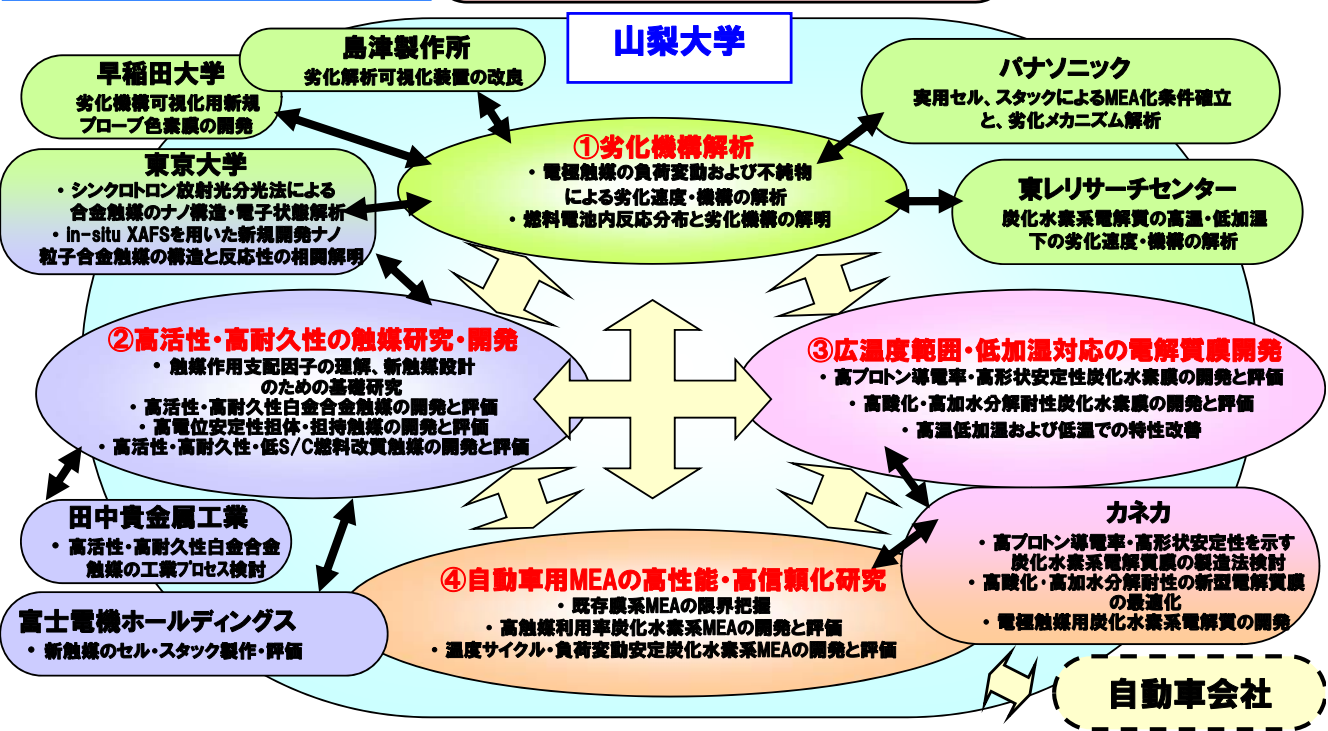 山梨大学
島津製作所
劣化解析可視化装置の改良
早稲田大学
劣化機構可視化用新規
プローブ色素膜の開発
東京大学
・シンクロトロン放射光分光法による
合金触媒のナノ構造・電子状態解析
・in-situ XAFSを用いた新規開発ナノ
粒子合金触媒の構造と反応性の相関解明
パナソニック
実用セル、スタックによるMEA化条件確立
と、劣化メカニズム解析
東レリサーチセンター
炭化水素系電解質の高温・低加湿
下の劣化速度・機構の解析
①劣化機構解析
・電極触媒の負荷変動および不純物
による劣化速度・機構の解析
・燃料電池内反応分布と劣化機構の解明
②高活性・高耐久性の触媒研究・開発
・触媒作用支配因子の理解、新触媒設計
のための基礎研究
・高活性・高耐久性白金合金触媒の開発と評価
・高電位安定性担体・担持触媒の開発と評価
・高活性・高耐久性・低S/C燃料改質触媒の開発と評価
③広温度範囲・低加湿対応の電解質膜開発
・高プロトン導電率・高形状安定性炭化水素膜の開発と評価
・高酸化・高加水分解耐性炭化水素膜の開発と評価
・高温低加湿および低温での特性改善
田中貴金属工業
・高活性・高耐久性白金合金
触媒の工業プロセス検討
富士電機ホールディングス
・新触媒のセル・スタック製作・評価
④自動車用MEAの高性能・高信頼化研究
・既存膜系MEAの限界把握
・高触媒利用率炭化水素系MEAの開発と評価
・温度サイクル・負荷変動安定炭化水素系MEAの開発と評価
カネカ
・高プロトン導電率・高形状安定性を示す
炭化水素系電解質膜の製造法検討
・高酸化・高加水分解耐性の新型電解質膜
の最適化
・電極触媒用炭化水素系電解質の開発
自動車会社